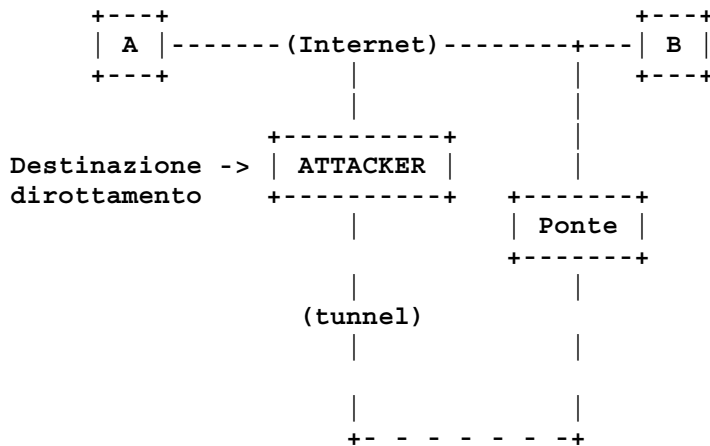 A (Internet) B
Destinazione -> ATTACKER
dirottamento
Ponte
(tunnel)